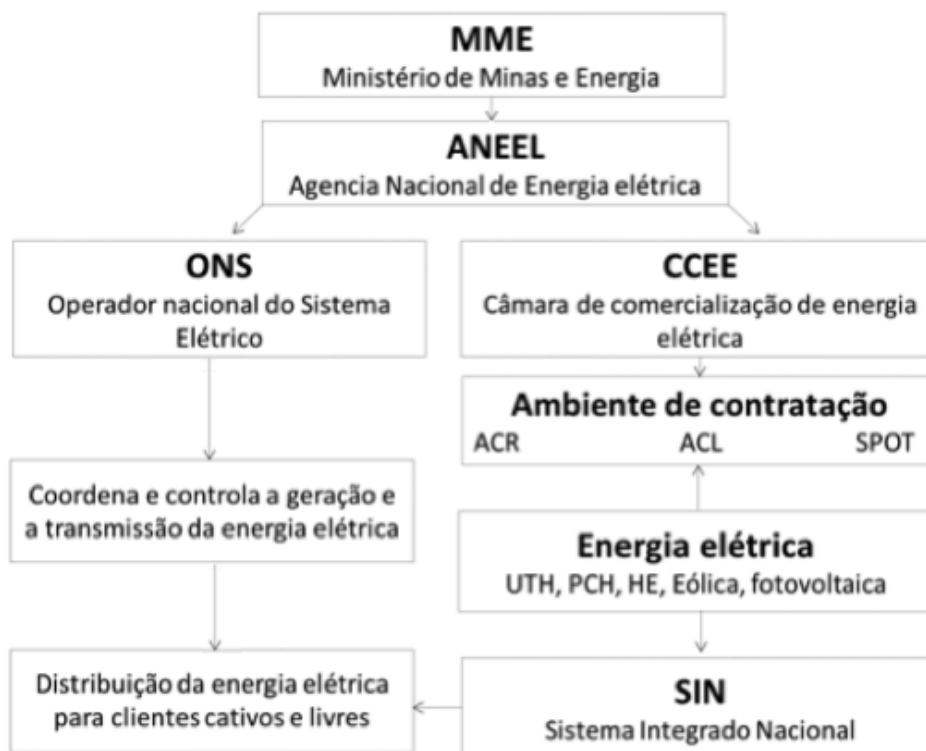 MME
Ministério de Minas e Energia
ANEEL
Agencia Nacional de Energia elétrica
ONS
Operador nacional do Sistema
Elétrico
CCEE
Câmara de comercialização de energia
elétrica
Ambiente de contratação
ACR ACL SPOT
Coordena e controla a geração e
a transmissão da energia elétrica
Energia elétrica
UTH, PCH, HE, Eólica, fotovoltaica
Distribuição da energia elétrica
para clientes cativos e livres
SIN
Sistema Integrado Nacional